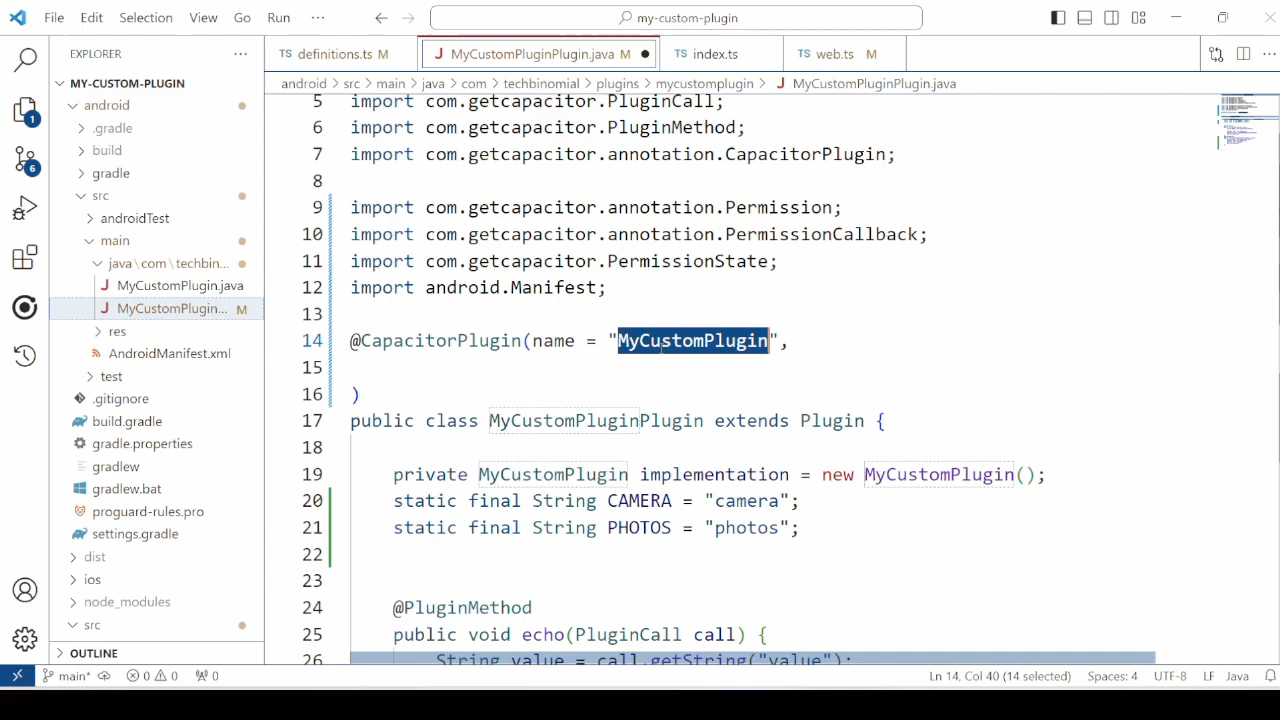 File Edit Selection View Go Run ··· my-custom-plugin
EXPLORER ···
TS definitions.ts M
J MyCustomPluginPlugin.java M ●
TS index.ts
TS web.ts M
android > src > main > java > com > techbinomial > plugins > mycustomplugin > J MyCustomPluginPlugin.java
MY-CUSTOM-PLUGIN
android
.gradle
build
gradle
src
androidTest
main
java\com\techbin...
J MyCustomPlugin.java
J MyCustomPlugin... M
res
AndroidManifest.xml
test
.gitignore
build.gradle
gradle.properties
gradlew
gradlew.bat
proguard-rules.pro
settings.gradle
dist
ios
node_modules
src
OUTLINE
1
6
5 import com.getcapacitor.PluginCall;
6 import com.getcapacitor.PluginMethod;
7 import com.getcapacitor.annotation.CapacitorPlugin;
8
9 import com.getcapacitor.annotation.Permission;
10 import com.getcapacitor.annotation.PermissionCallback;
11 import com.getcapacitor.PermissionState;
12 import android.Manifest;
13
14 @CapacitorPlugin(name = "MyCustomPlugin",
15
16 )
17 public class MyCustomPluginPlugin extends Plugin {
18
19 private MyCustomPlugin implementation = new MyCustomPlugin();
20 static final String CAMERA = "camera";
21 static final String PHOTOS = "photos";
22
23
24 @PluginMethod
25 public void echo(PluginCall call) {
26 String value = call.getString("value");
main* 0 0 0 Ln 14, Col 40 (14 selected) Spaces: 4 UTF-8 LF Java